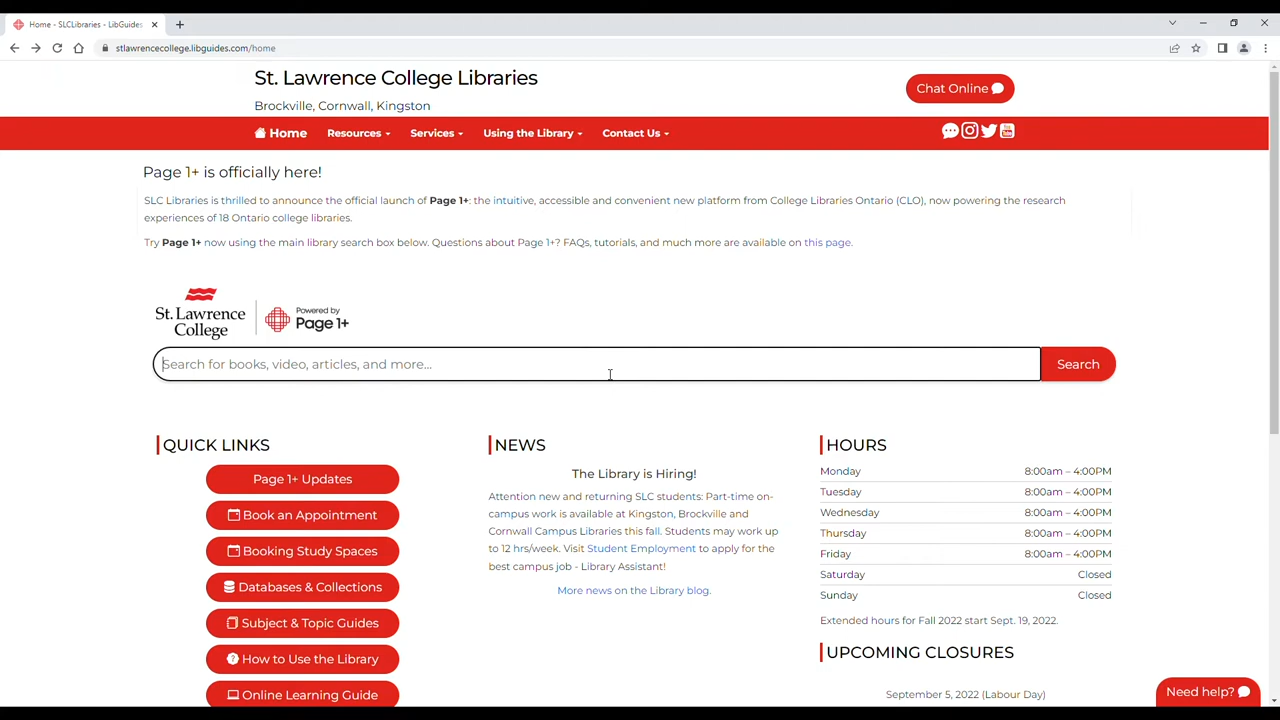 Home - SLCLibraries - LibGuides
stlawrencecollege.libguides.com/home
St. Lawrence College Libraries
Brockville, Cornwall, Kingston
Chat Online
Home Resources Services Using the Library Contact Us
Page 1+ is officially here!
SLC Libraries is thrilled to announce the official launch of Page 1+: the intuitive, accessible and convenient new platform from College Libraries Ontario (CLO), now powering the research
experiences of 18 Ontario college libraries.
Try Page 1+ now using the main library search box below. Questions about Page 1+? FAQs, tutorials, and much more are available on this page.
St. Lawrence
College
Powered by
Page 1+
Search for books, video, articles, and more...
Search
QUICK LINKS
Page 1+ Updates
Book an Appointment
Booking Study Spaces
Databases & Collections
Subject & Topic Guides
How to Use the Library
Online Learning Guide
NEWS
The Library is Hiring!
Attention new and returning SLC students: Part-time on-
campus work is available at Kingston, Brockville and
Cornwall Campus Libraries this fall. Students may work up
to 12 hrs/week. Visit Student Employment to apply for the
best campus job - Library Assistant!
More news on the Library blog.
HOURS
Monday 8:00am – 4:00PM
Tuesday 8:00am – 4:00PM
Wednesday 8:00am – 4:00PM
Thursday 8:00am – 4:00PM
Friday 8:00am – 4:00PM
Saturday Closed
Sunday Closed
Extended hours for Fall 2022 start Sept. 19, 2022.
UPCOMING CLOSURES
September 5, 2022 (Labour Day)
Need help?